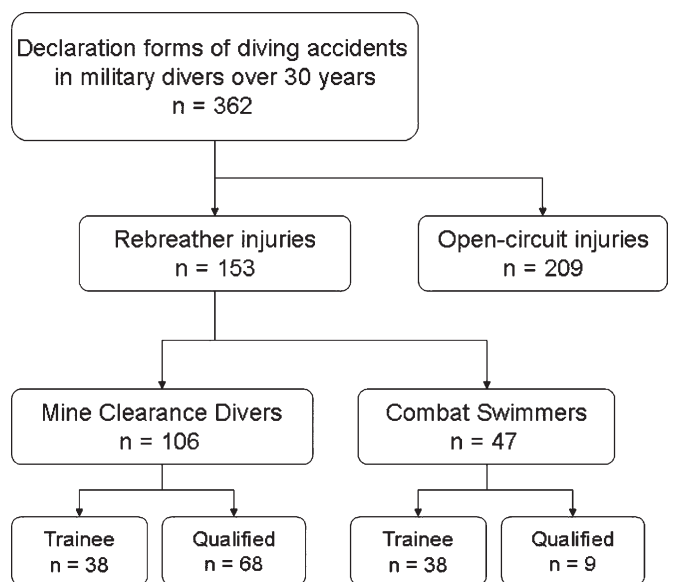 Declaration forms of diving accidents
in military divers over 30 years
n = 362
Rebreather injuries
n = 153
Open-circuit injuries
n = 209
Mine Clearance Divers
n = 106
Combat Swimmers
n = 47
Trainee
n = 38
Qualified
n = 68
Trainee
n = 38
Qualified
n = 9